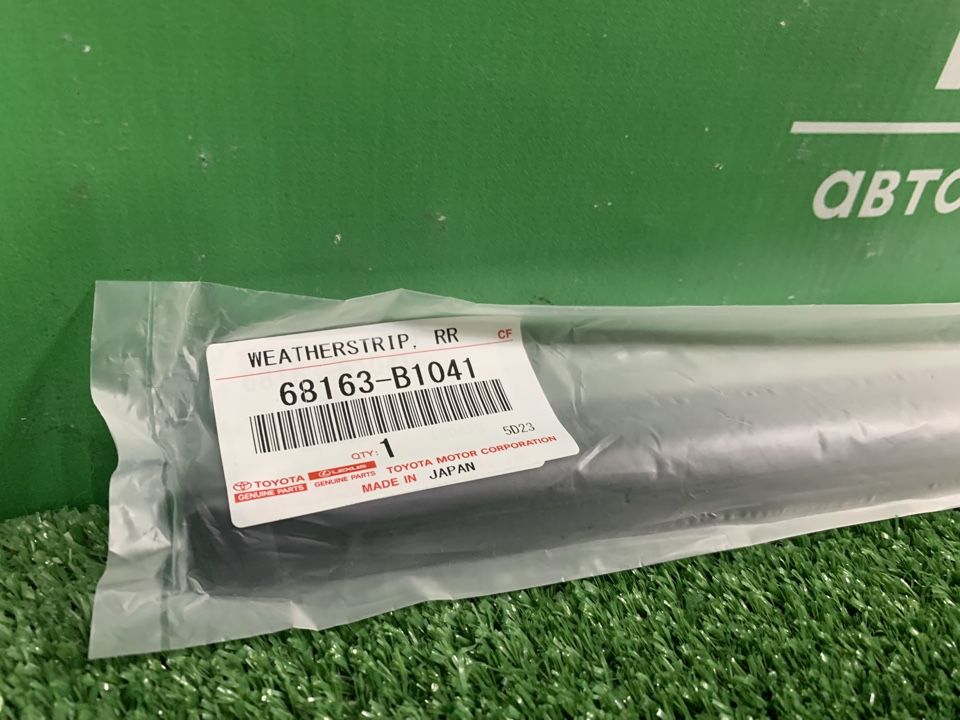 авто
WEATHERSTRIP, RR CF
68163-B1041
QTY: 1 5D23
TOYOTA LEXUS TOYOTA MOTOR CORPORATION
GENUINE PARTS GENUINE PARTS
MADE IN JAPAN